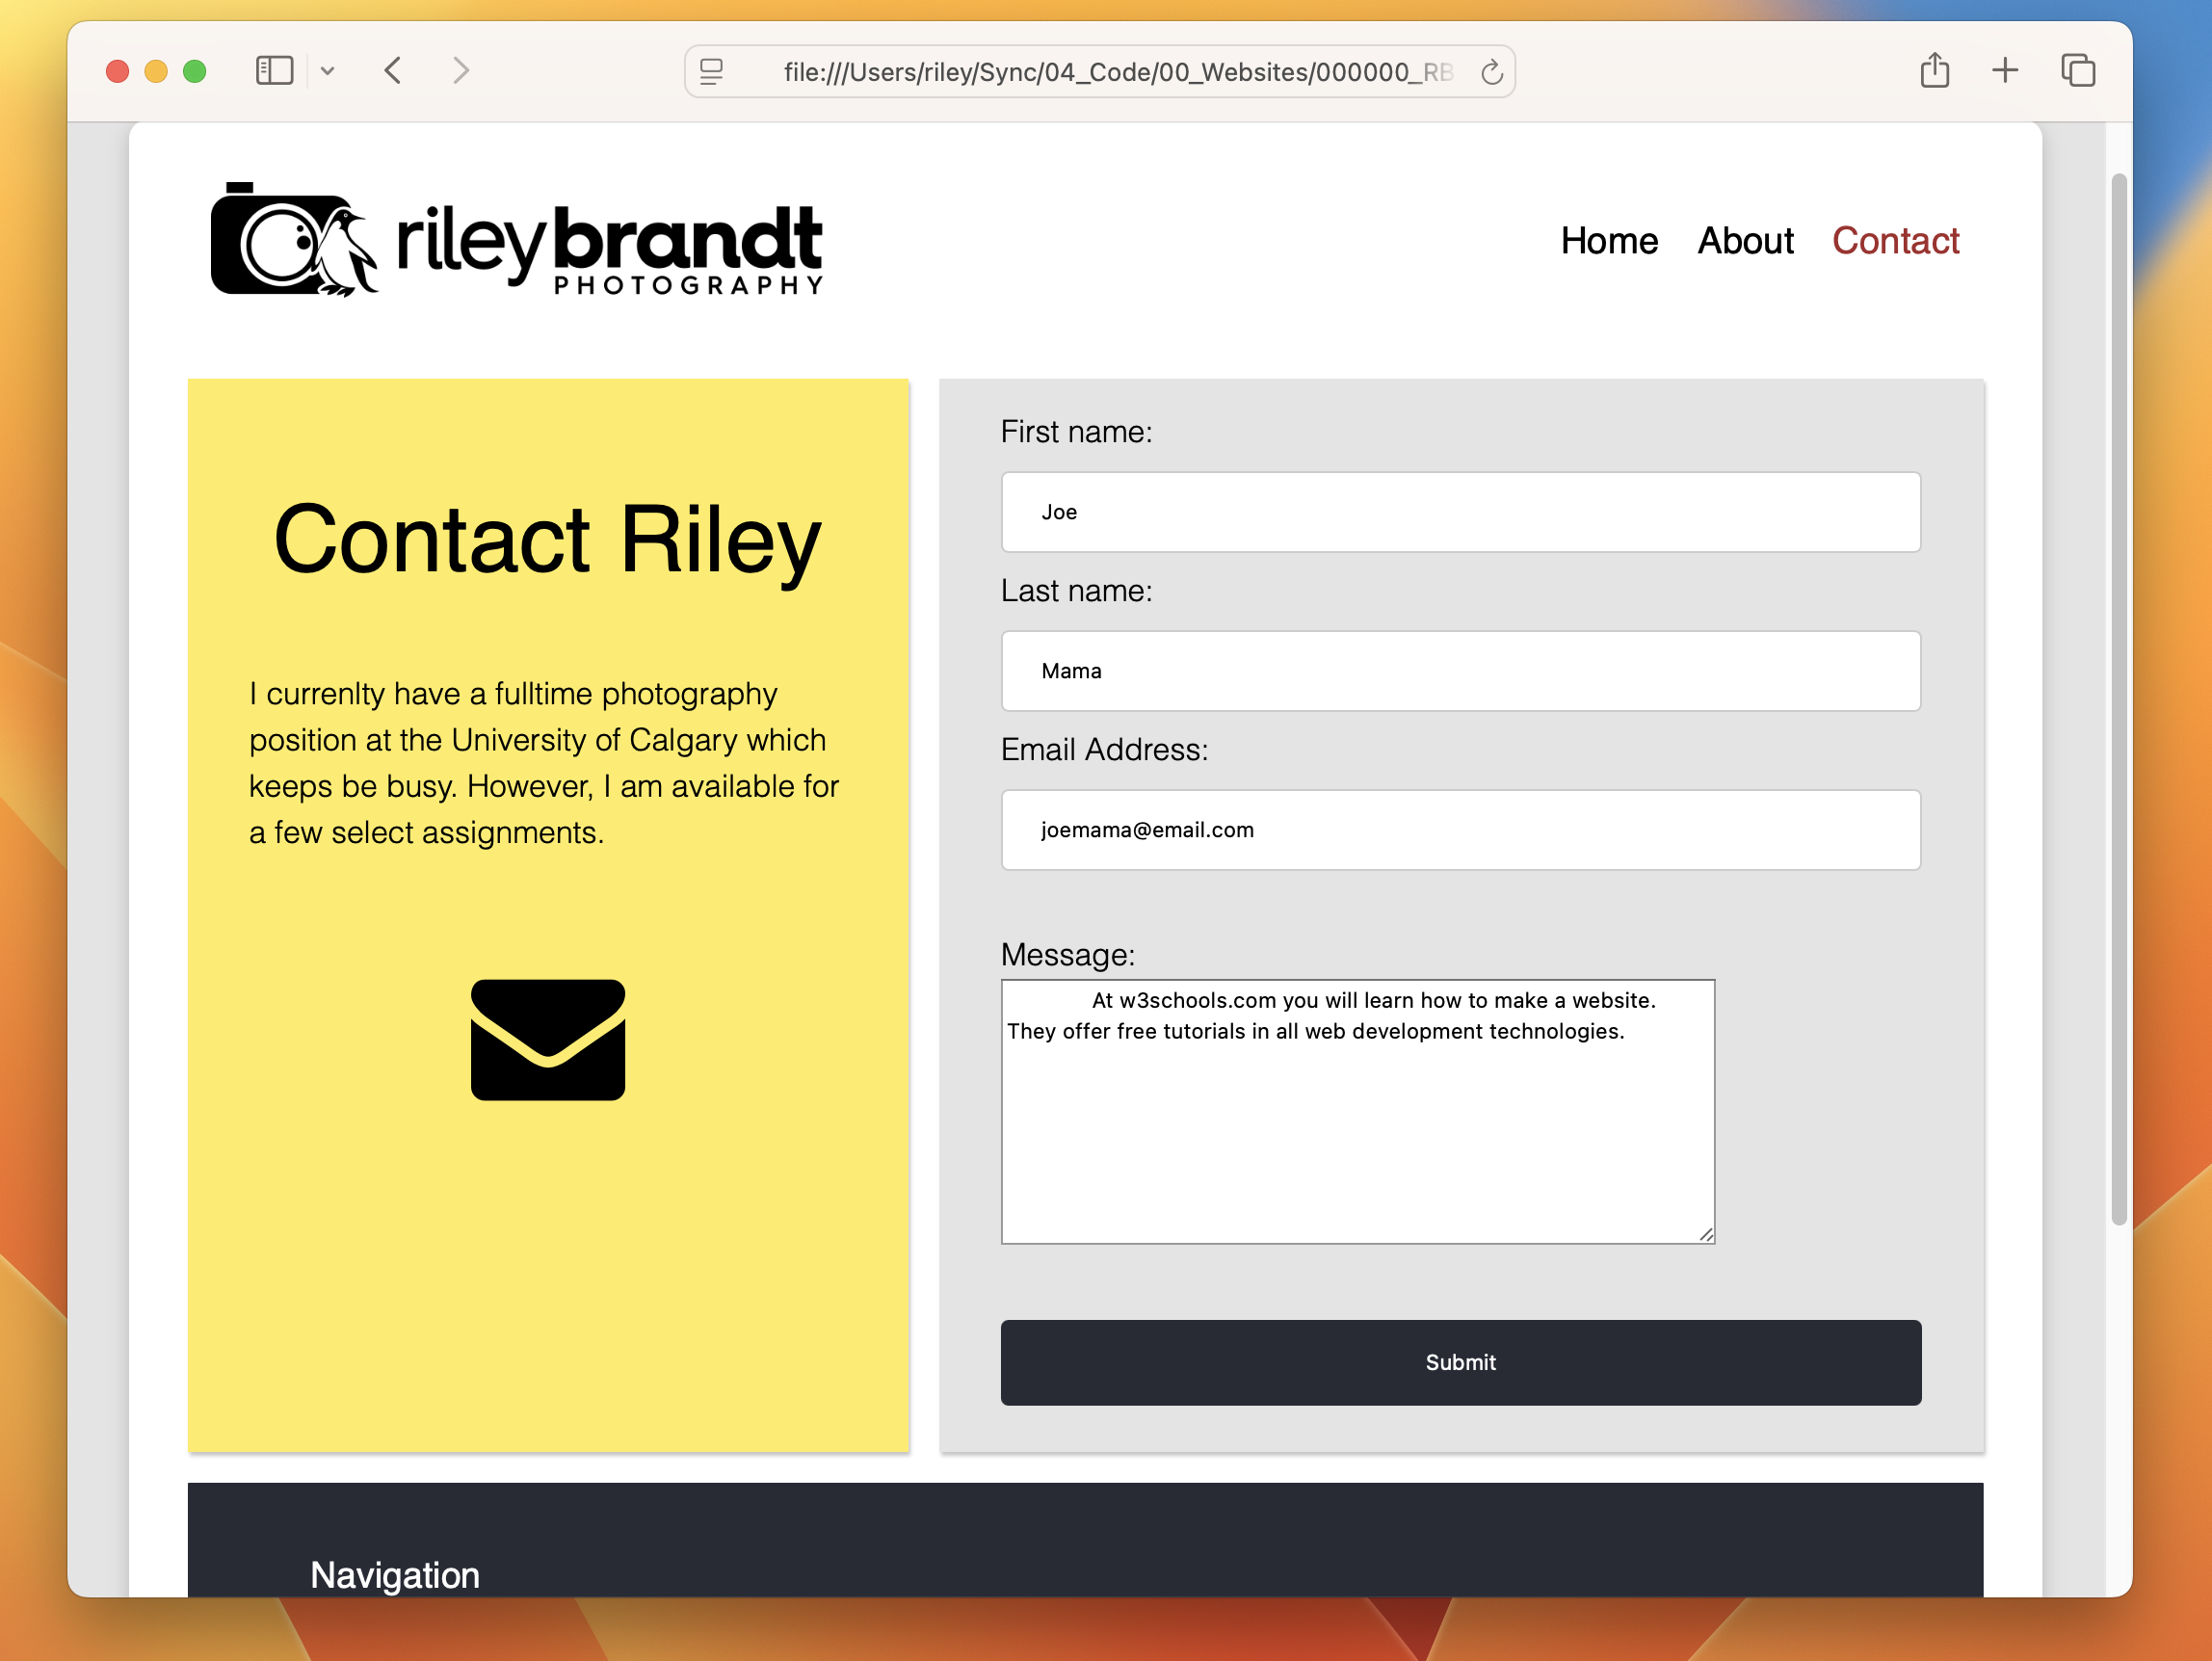 file:///Users/riley/Sync/04_Code/00_Websites/000000_RB
rileybrandt
PHOTOGRAPHY
Home About Contact
Contact Riley
I currenlty have a fulltime photography
position at the University of Calgary which
keeps be busy. However, I am available for
a few select assignments.
First name:
Joe
Last name:
Mama
Email Address:
joemama@email.com
Message:
At w3schools.com you will learn how to make a website.
They offer free tutorials in all web development technologies.
Submit
Navigation